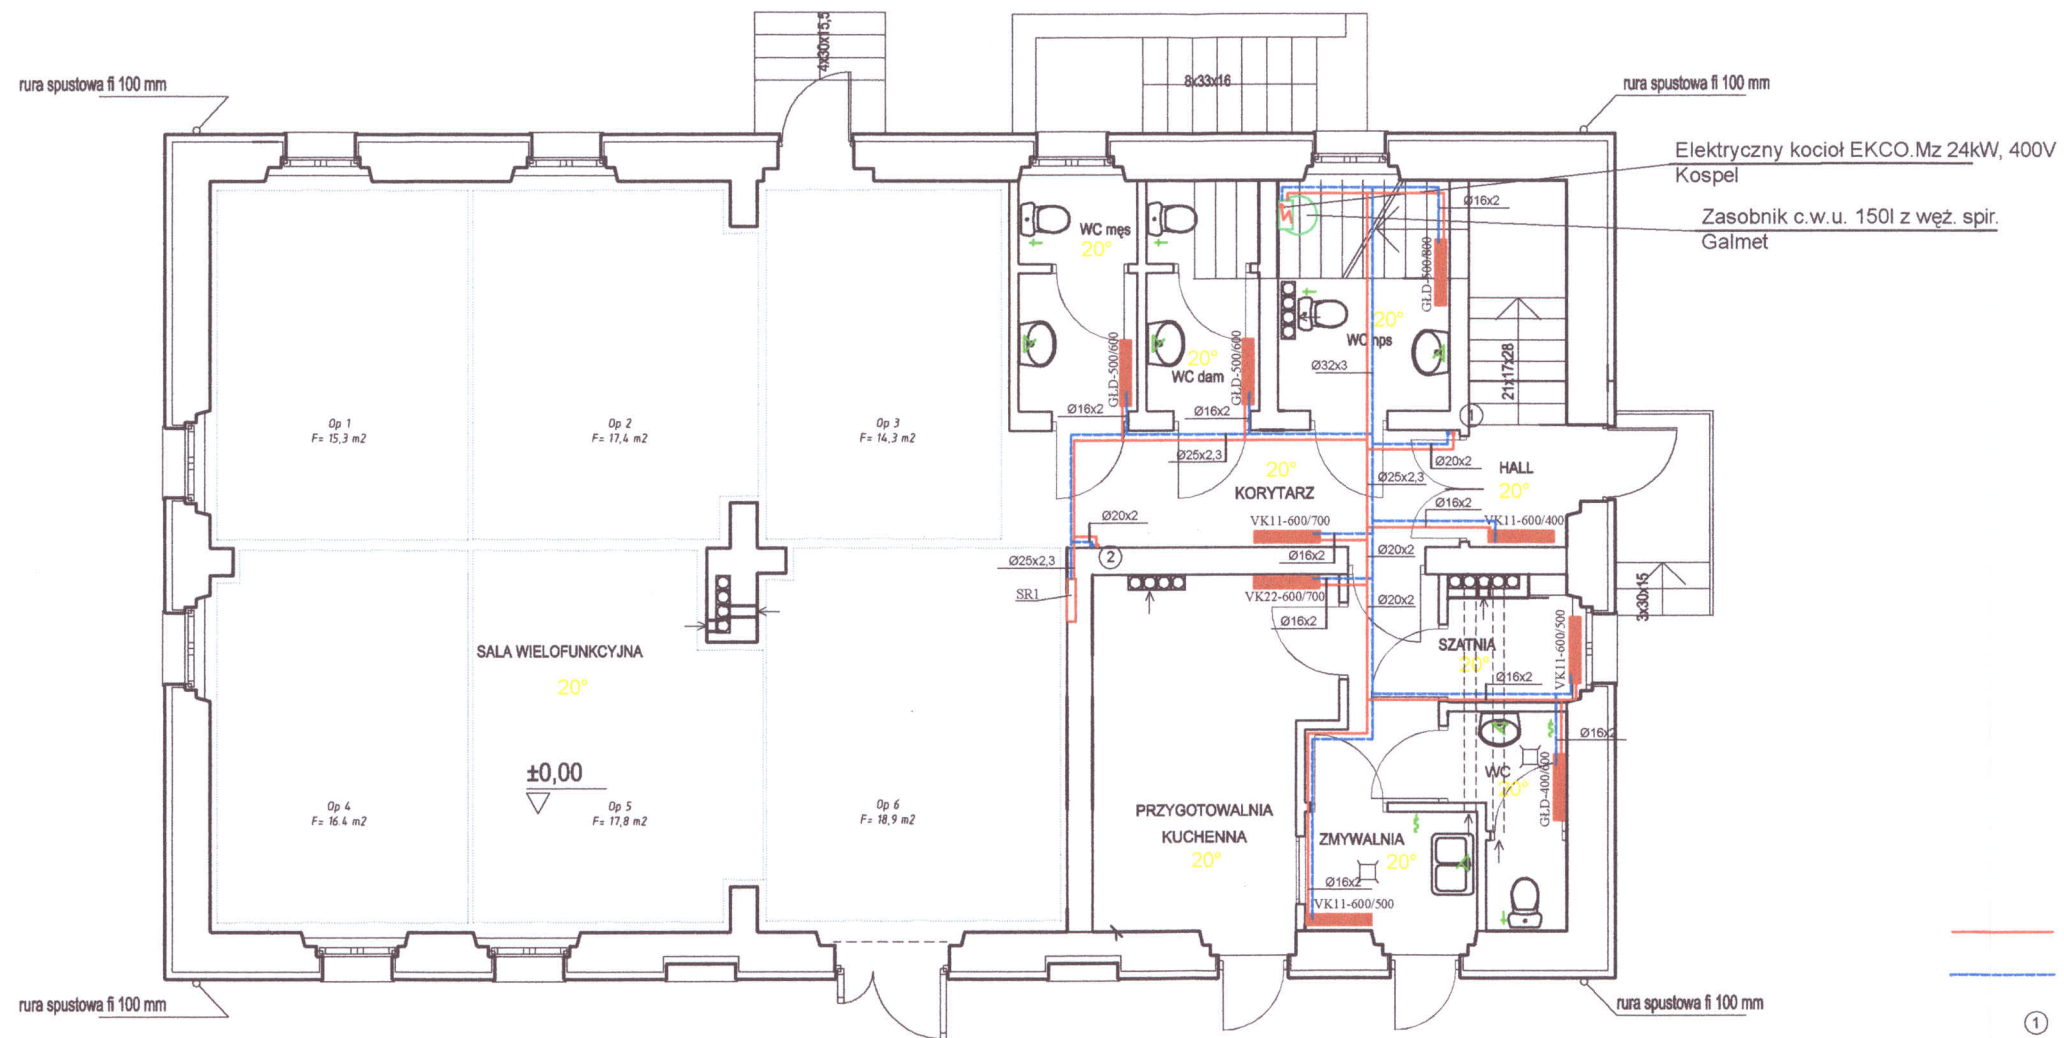 4x30x15,5
8x33x16
rura spustowa fi 100 mm
rura spustowa fi 100 mm
Elektryczny kocioł EKCO.Mz 24kW, 400V
Kospel
Zasobnik c.w.u. 150l z węż. spir.
Galmet
Ø16x2
WC męs
20°
GŁD-500/800
20°
WC nps
Ø32x3
21x17x28
GŁD-500/600
GŁD-500/600
20°
WC dam
Ø16x2
Ø16x2
1
Op 1
F= 15,3 m2
Op 2
F= 17,4 m2
Op 3
F= 14,3 m2
Ø25x2,3
20°
KORYTARZ
Ø20x2
Ø25x2,3
HALL
20°
Ø16x2
Ø20x2
VK11-600/700
VK11-600/400
2
Ø16x2
Ø20x2
Ø25x2,3
SR1
VK22-600/700
Ø20x2
Ø16x2
3x30x15
SZATNIA
20°
VK11-600/500
Ø16x2
SALA WIELOFUNKCYJNA
20°
±0,00
Ø16x2
WC
20°
GŁD-400/600
Op 4
F= 16.4 m2
Op 5
F= 17,8 m2
Op 6
F= 18,9 m2
PRZYGOTOWALNIA
KUCHENNA
20°
ZMYWALNIA
20°
Ø16x2
VK11-600/500
rura spustowa fi 100 mm
rura spustowa fi 100 mm
1